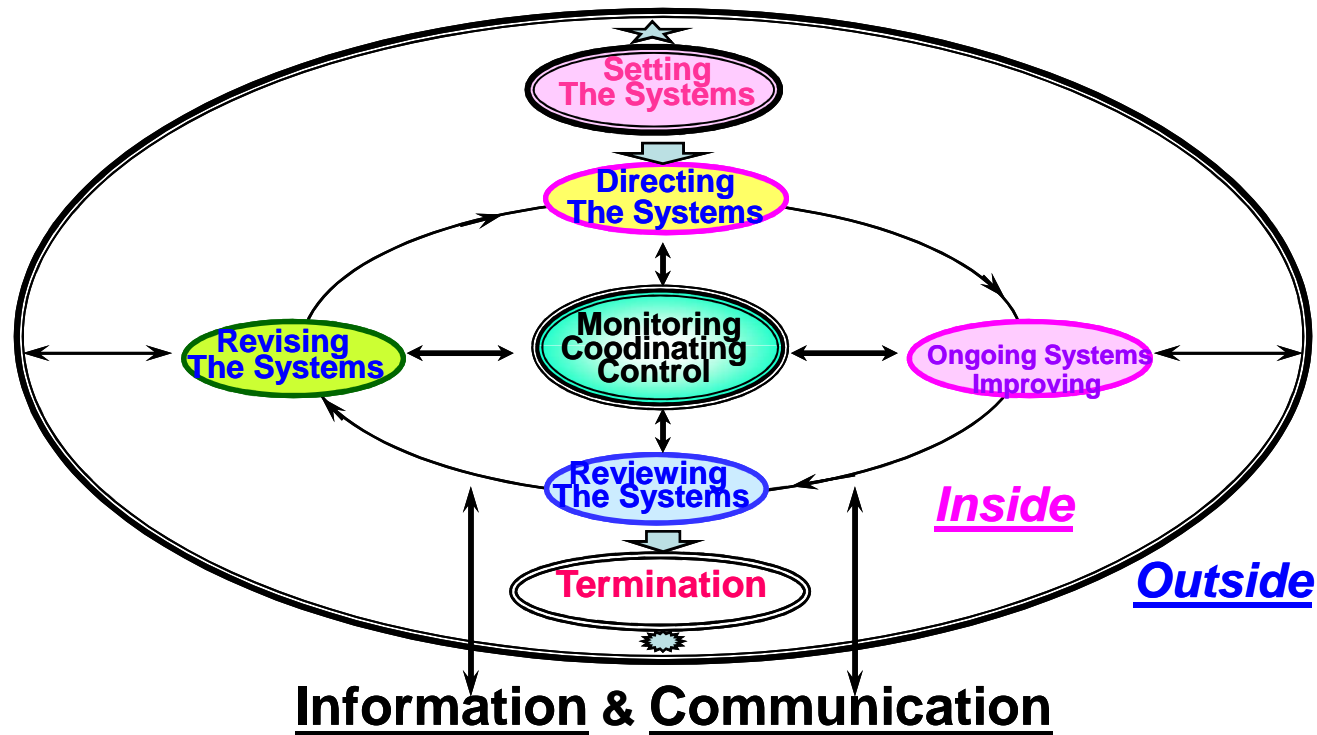 Setting
The Systems
Directing
The Systems
Monitoring
Coodinating
Control
Revising
The Systems
Ongoing Systems
Improving
Reviewing
The Systems
Inside
Termination
Outside
Information & Communication